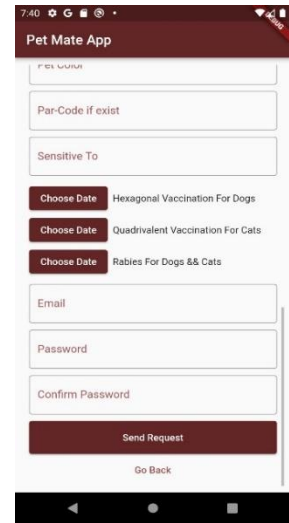 7:40 G
DEBUG
Pet Mate App
Pet Color
Par-Code if exist
Sensitive To
Choose Date Hexagonal Vaccination For Dogs
Choose Date Quadrivalent Vaccination For Cats
Choose Date Rabies For Dogs && Cats
Email
Password
Confirm Password
Send Request
Go Back